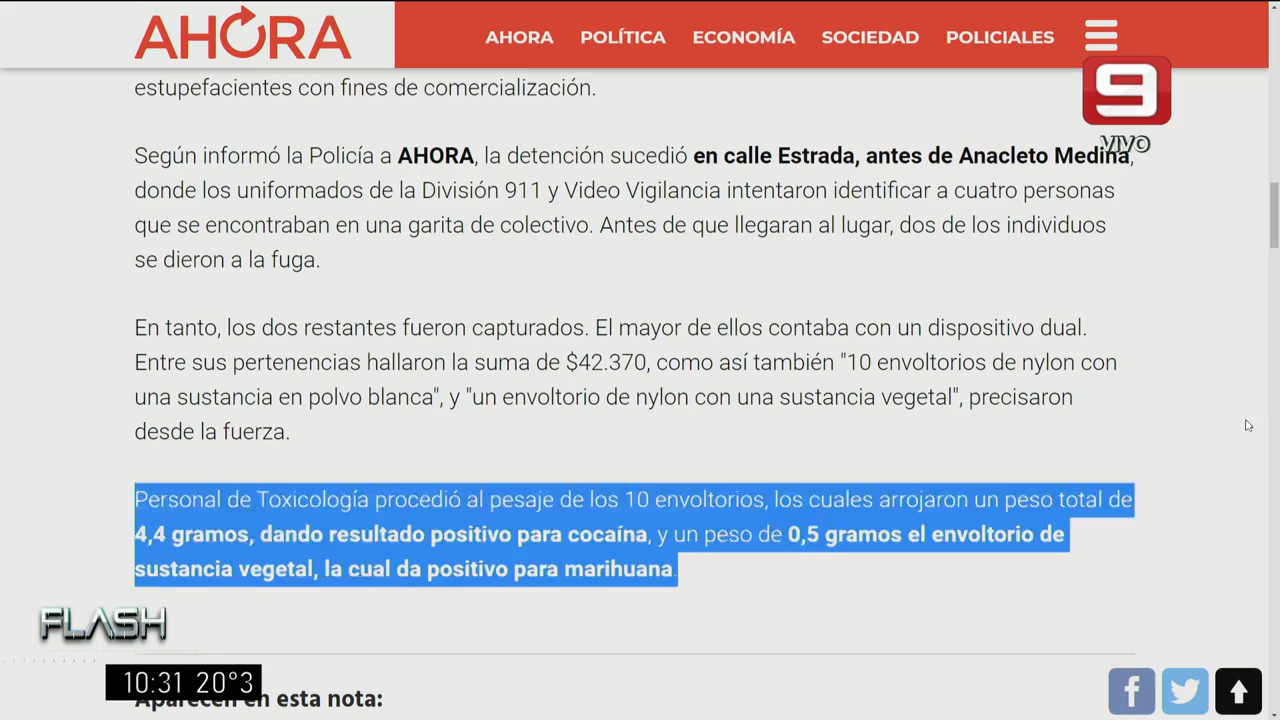 AHORA
AHORA POLÍTICA ECONOMÍA SOCIEDAD POLICIALES
9
VIVO
estupefacientes con fines de comercialización.
Según informó la Policía a AHORA, la detención sucedió en calle Estrada, antes de Anacleto Medina,
donde los uniformados de la División 911 y Video Vigilancia intentaron identificar a cuatro personas
que se encontraban en una garita de colectivo. Antes de que llegaran al lugar, dos de los individuos
se dieron a la fuga.
En tanto, los dos restantes fueron capturados. El mayor de ellos contaba con un dispositivo dual.
Entre sus pertenencias hallaron la suma de $42.370, como así también "10 envoltorios de nylon con
una sustancia en polvo blanca", y "un envoltorio de nylon con una sustancia vegetal", precisaron
desde la fuerza.
Personal de Toxicología procedió al pesaje de los 10 envoltorios, los cuales arrojaron un peso total de
4,4 gramos, dando resultado positivo para cocaína, y un peso de 0,5 gramos el envoltorio de
sustancia vegetal, la cual da positivo para marihuana.
FLASH
10:31 20°3
Aparecen en esta nota: